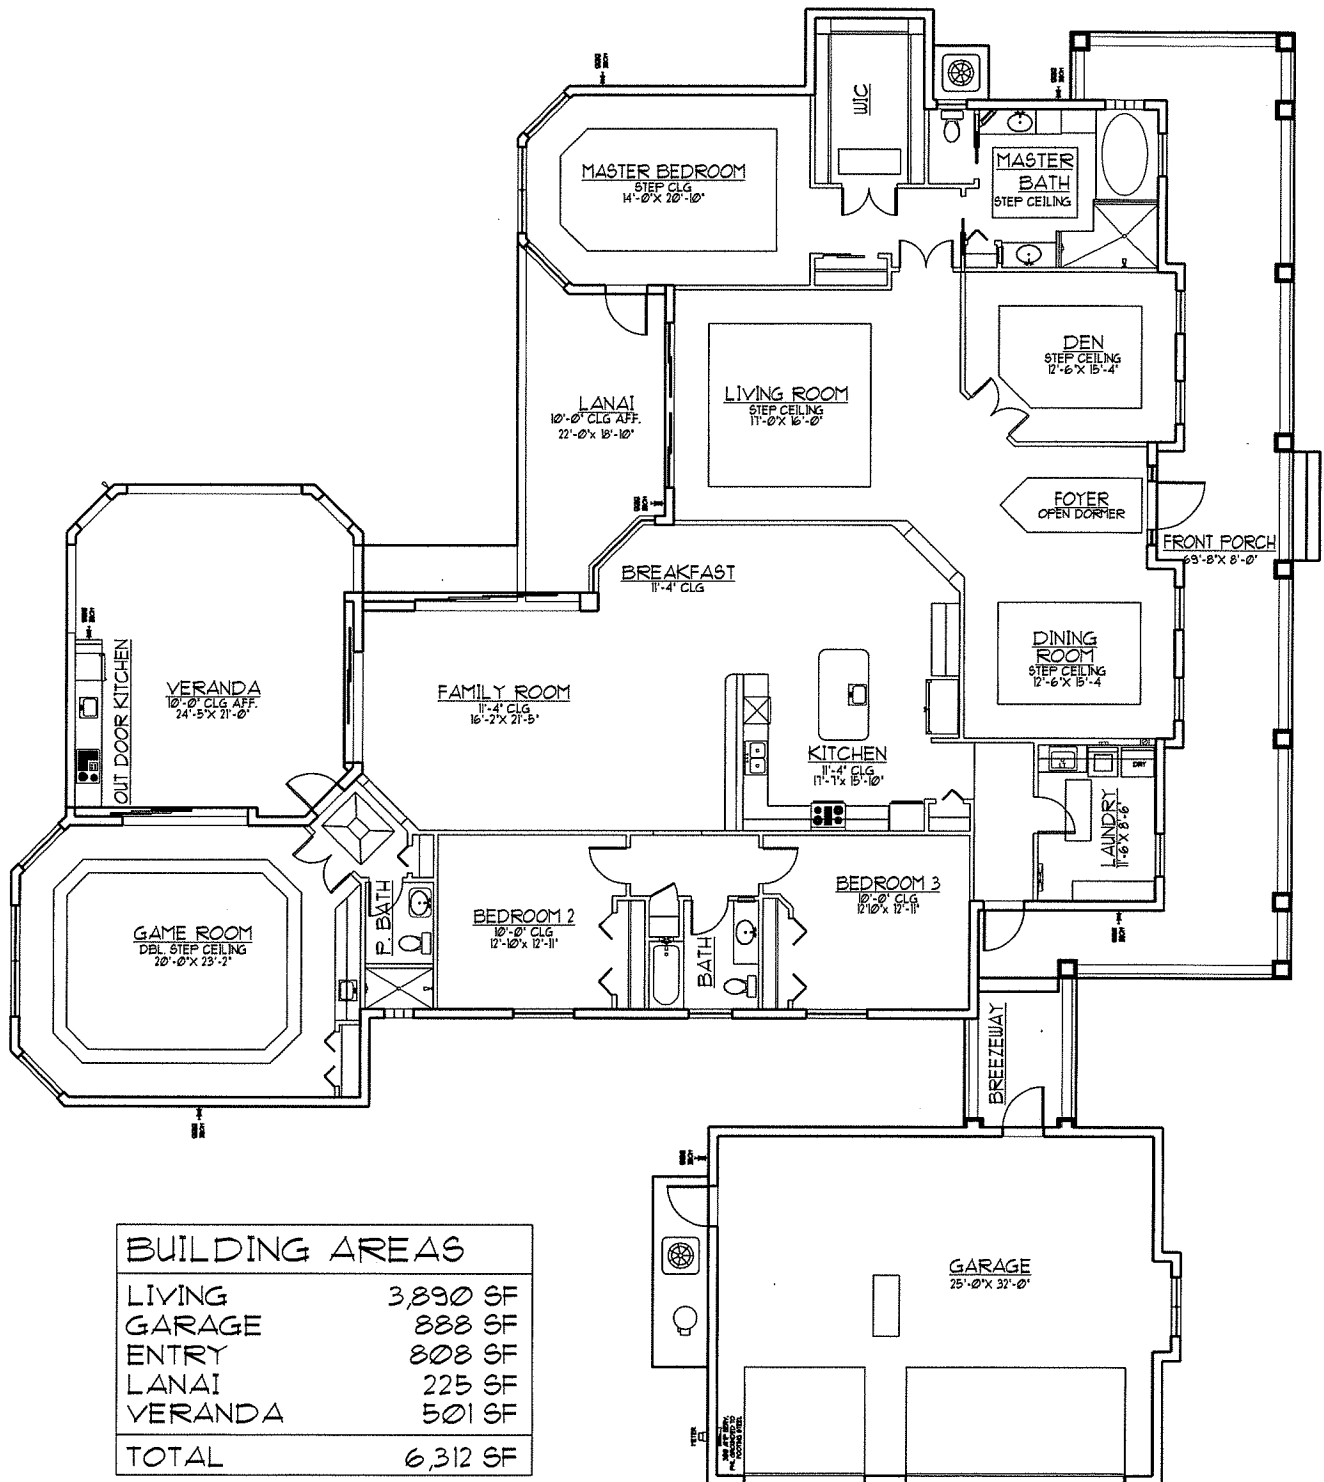 WIC
MASTER BEDROOM
STEP CLG
14'-0"X 20'-10"
MASTER
BATH
STEP CEILING
DEN
STEP CEILING
12'-6"X 15'-4"
LIVING ROOM
STEP CEILING
17'-0"X 16'-0"
LANAI
10'-0" CLG AFF.
22'-0"X 18'-10"
FOYER
OPEN DORMER
FRONT PORCH
69'-8"X 8'-0"
BREAKFAST
11'-4" CLG
DINING
ROOM
STEP CEILING
12'-6"X 15'-4
OUT DOOR KITCHEN
VERANDA
10'-0" CLG AFF.
24'-5"X 21'-0"
FAMILY ROOM
11'-4" CLG
16'-2"X 21'-5"
KITCHEN
11'-4" CLG
17'-7"X 15'-10"
DRY
LAUNDRY
11'-6"X 8'-6"
GAME ROOM
DBL. STEP CEILING
20'-0"X 23'-2"
P. BATH
BEDROOM 2
10'-0" CLG
12'-10"X 12'-11"
BATH
BEDROOM 3
10'-0" CLG
12'10"X 12'-11"
BREEZEWAY
GARAGE
25'-0"X 32'-0"
METER
BUILDING AREAS
LIVING 3,890 SF
GARAGE 888 SF
ENTRY 808 SF
LANAI 225 SF
VERANDA 501 SF
TOTAL 6,312 SF